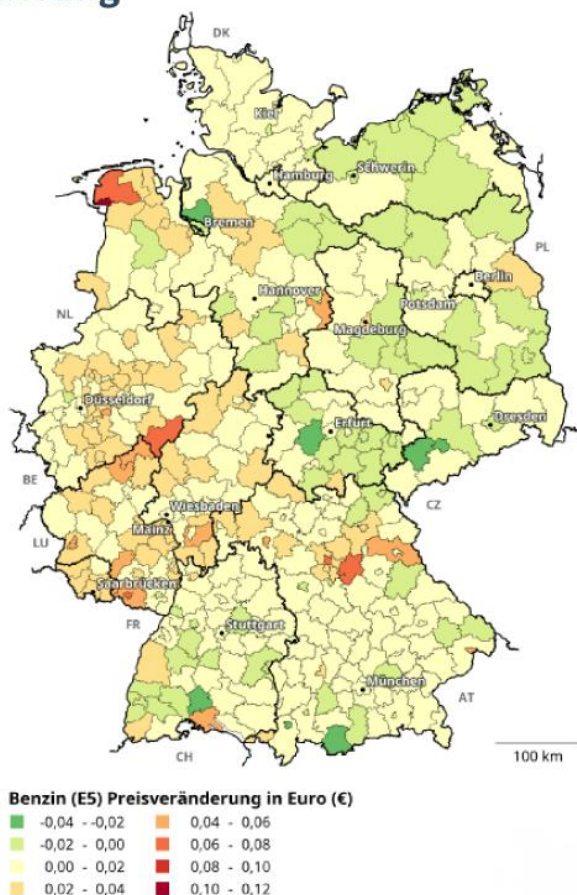 DK
Kiel
Hamburg
Schwerin
Bremen
PL
Berlin
Hannover
Potsdam
NL
Magdeburg
Düsseldorf
Erfurt
Dresden
BE
Wiesbaden
CZ
Mainz
LU
Saarbrücken
FR
Stuttgart
München
AT
CH
100 km
Benzin (E5) Preisveränderung in Euro (€)
-0,04 - -0,02 0,04 - 0,06
-0,02 - 0,00 0,06 - 0,08
0,00 - 0,02 0,08 - 0,10
0,02 - 0,04 0,10 - 0,12